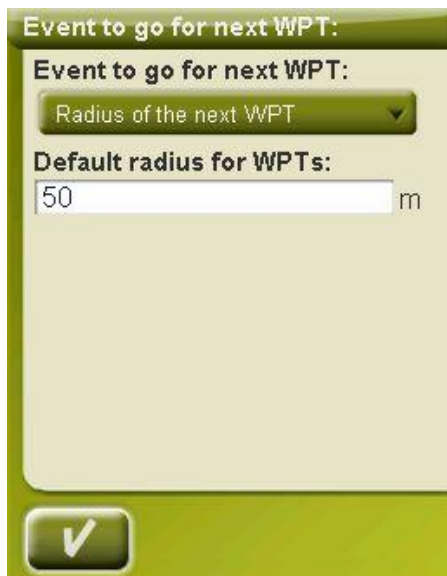 Event to go for next WPT:
Event to go for next WPT:
Radius of the next WPT
Default radius for WPTs:
50 m